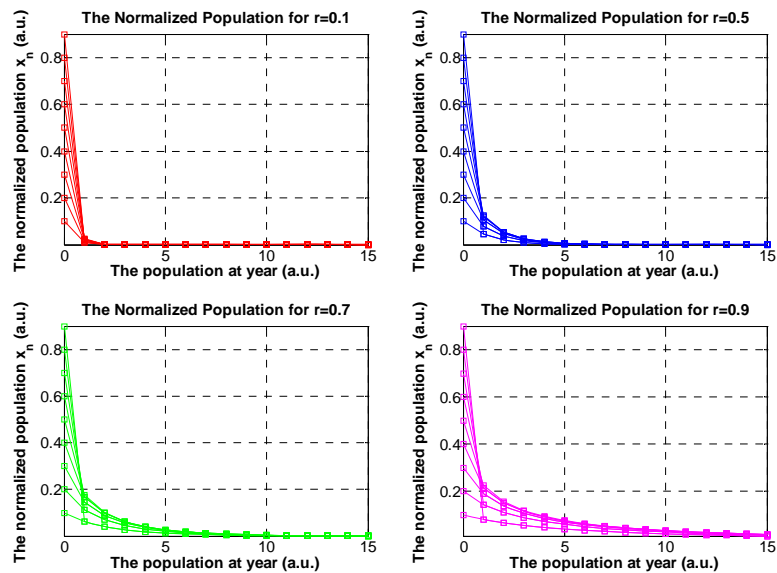 The Normalized Population for r=0.1
The normalized population x_n (a.u.)
0.8
0.6
0.4
0.2
0 5 10 15
The population at year (a.u.)
The Normalized Population for r=0.5
The normalized population x_n (a.u.)
0.8
0.6
0.4
0.2
0 5 10 15
The population at year (a.u.)
The Normalized Population for r=0.7
The normalized population x_n (a.u.)
0.8
0.6
0.4
0.2
0 5 10 15
The population at year (a.u.)
The Normalized Population for r=0.9
The normalized population x_n (a.u.)
0.8
0.6
0.4
0.2
0 5 10 15
The population at year (a.u.)